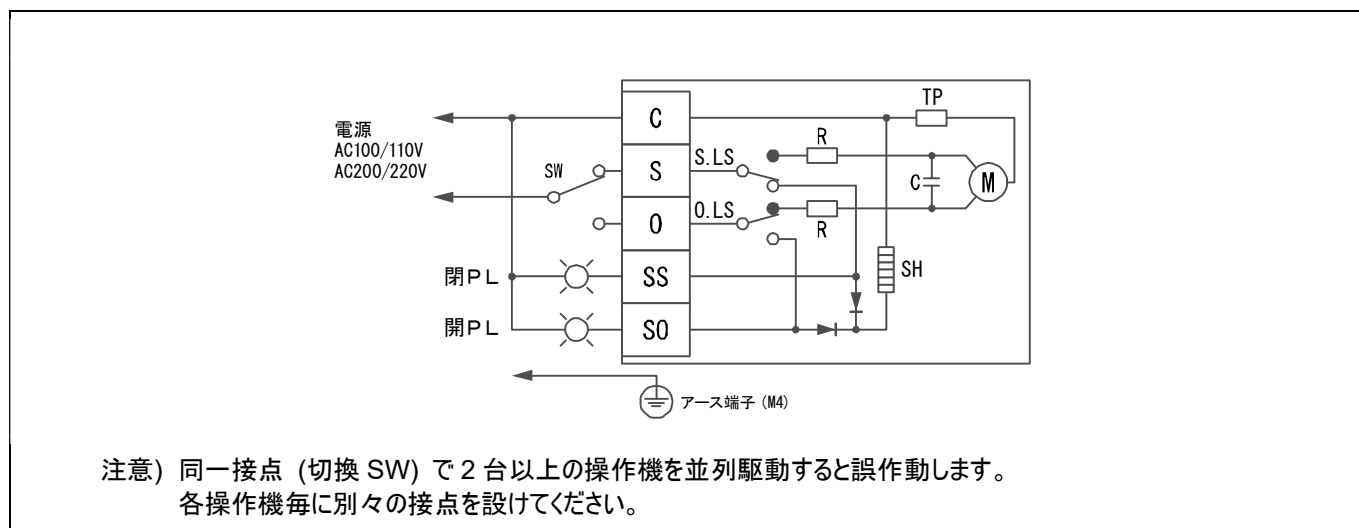 TP
電源
AC100/110V
AC200/220V
C
R
SW
S
S.LS
C
M
O
O.LS
R
閉PL
SS
SH
開PL
SO
アース端子 (M4)
注意) 同一接点 (切換 SW) で 2 台以上の操作機を並列駆動すると誤作動します。
各操作機毎に別々の接点を設けてください。